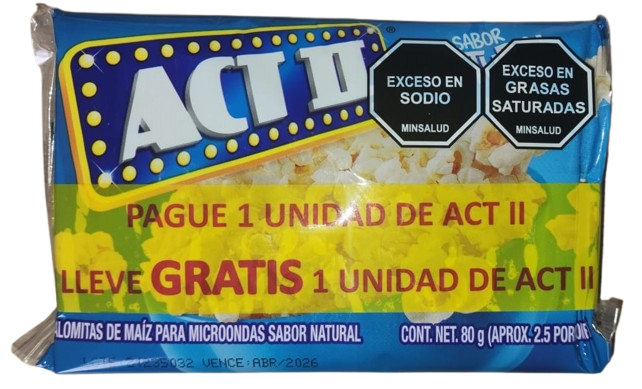 ACT II
SABOR
EXCESO EN
SODIO
MINSALUD
EXCESO EN
GRASAS
SATURADAS
MINSALUD
PAGUE 1 UNIDAD DE ACT II
LLEVE GRATIS 1 UNIDAD DE ACT II
LOMITAS DE MAÍZ PARA MICROONDAS SABOR NATURAL
CONT. NET. 80 g (APROX. 2.5 POR
VENCE:ABR/2026